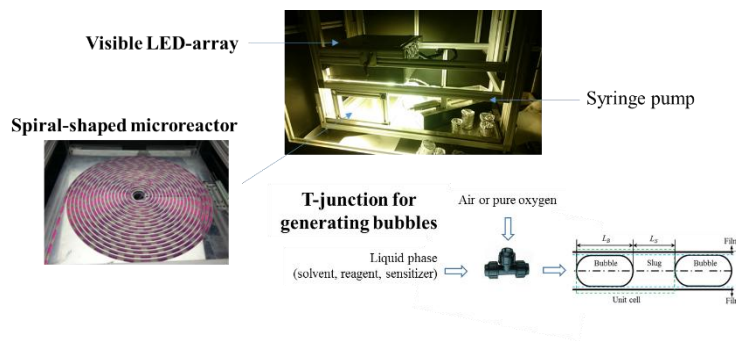 Visible LED-array
Syringe pump
Spiral-shaped microreactor
T-junction for
generating bubbles
Air or pure oxygen
Liquid phase
(solvent, reagent, sensitizer)
L_B
L_S
Film
Bubble
Slug
Bubble
Unit cell